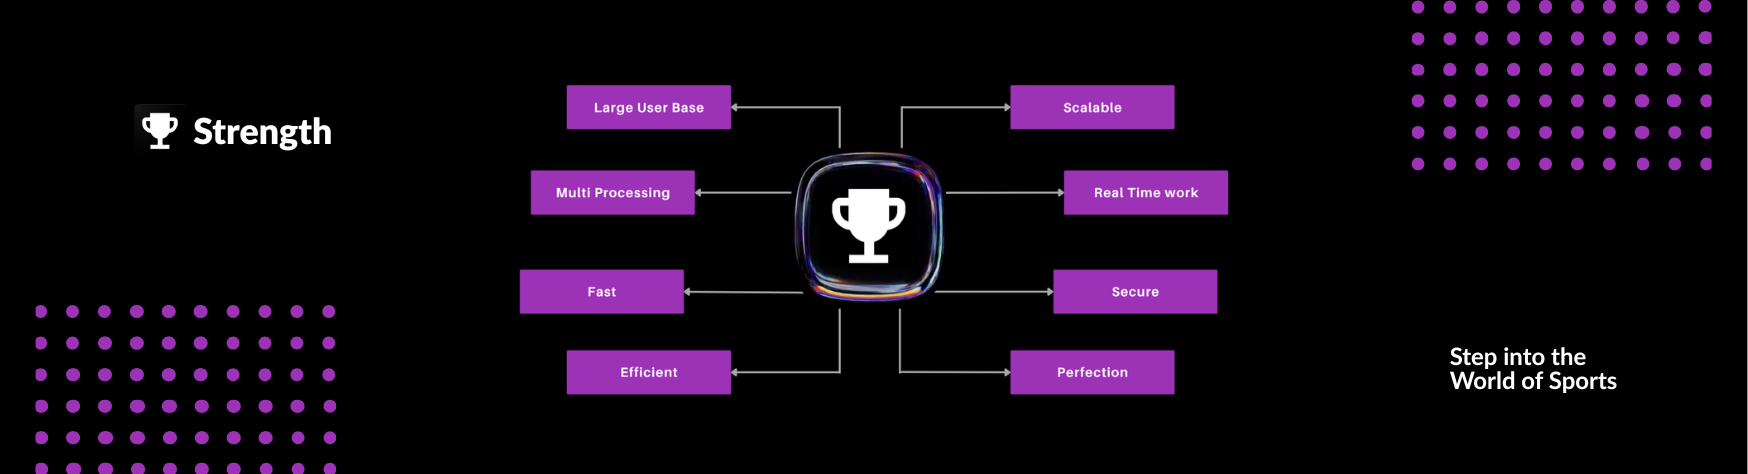 Strength
Large User Base
Scalable
Multi Processing
Real Time work
Fast
Secure
Efficient
Perfection
Step into the
World of Sports